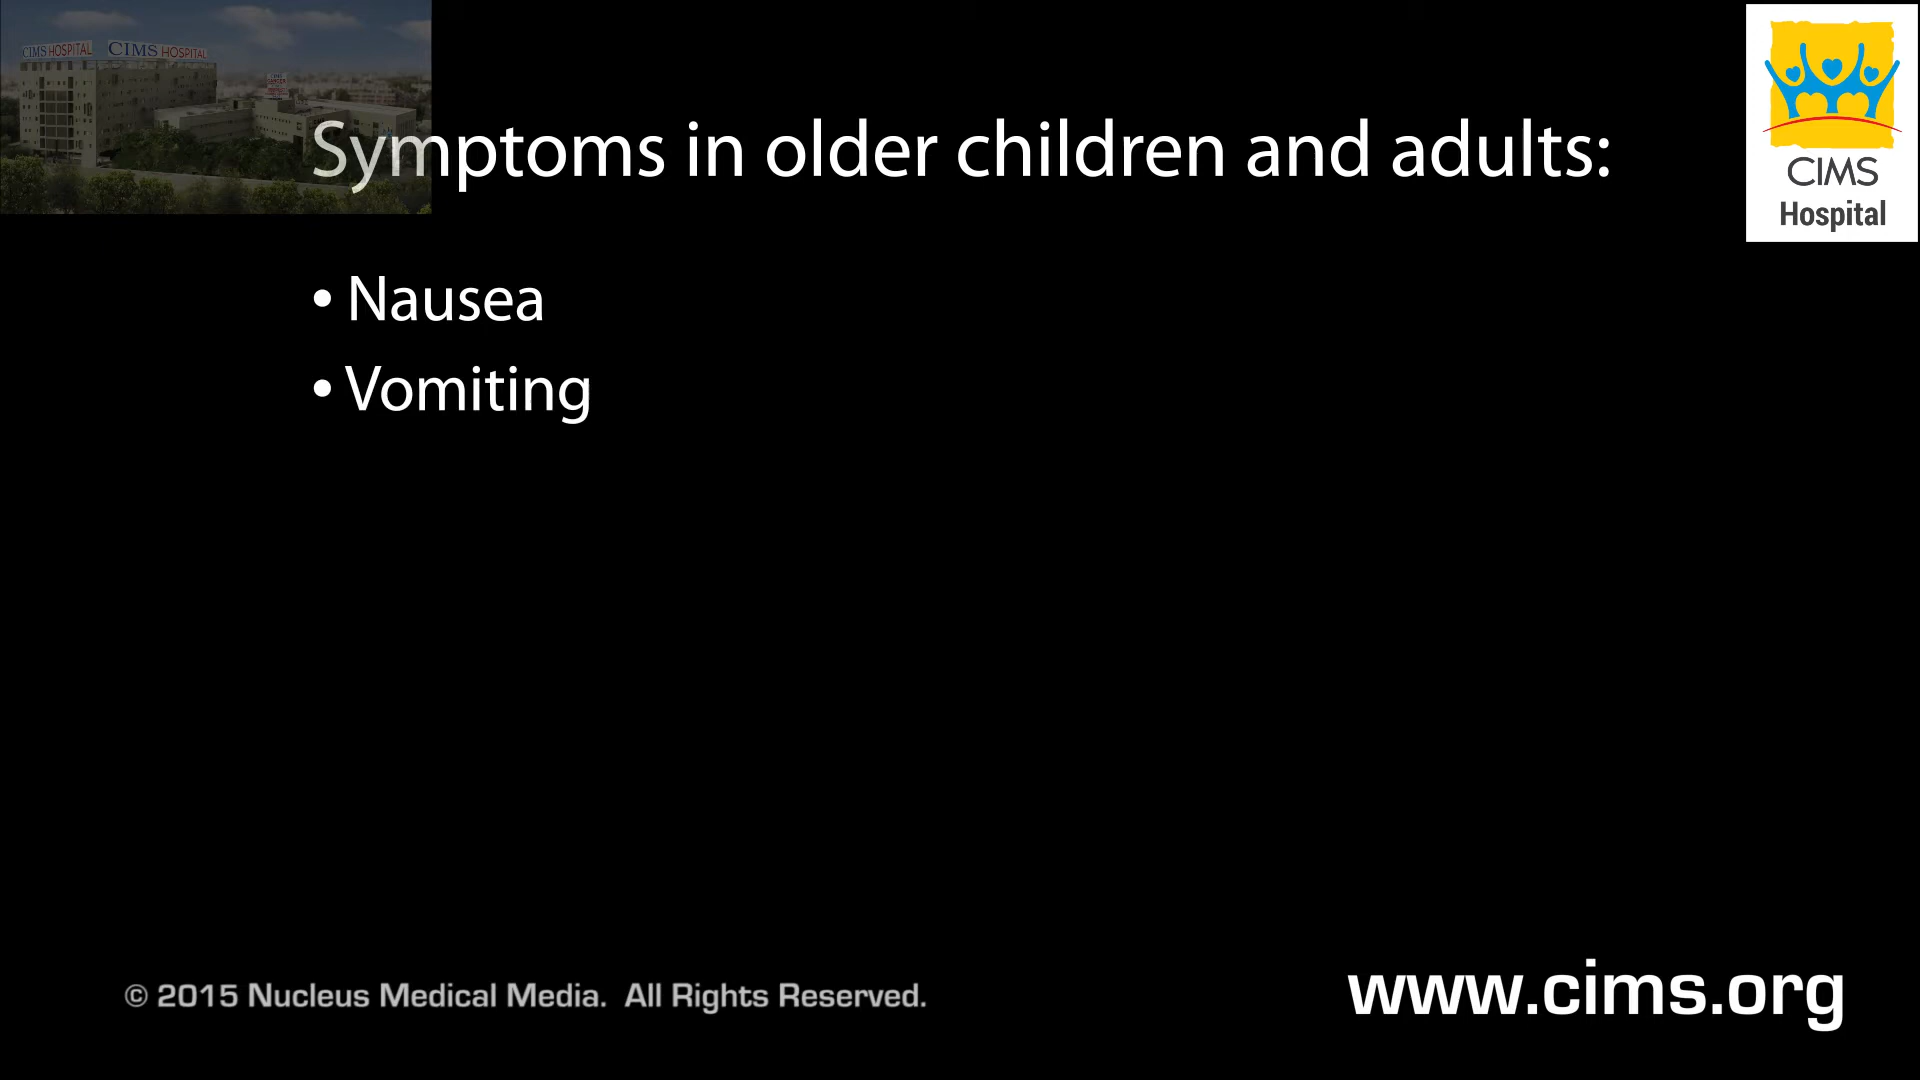 CIMS HOSPITAL CIMS HOSPITAL
Symptoms in older children and adults:
CIMS
Hospital
• Nausea
• Vomiting
© 2015 Nucleus Medical Media. All Rights Reserved.
www.cims.org